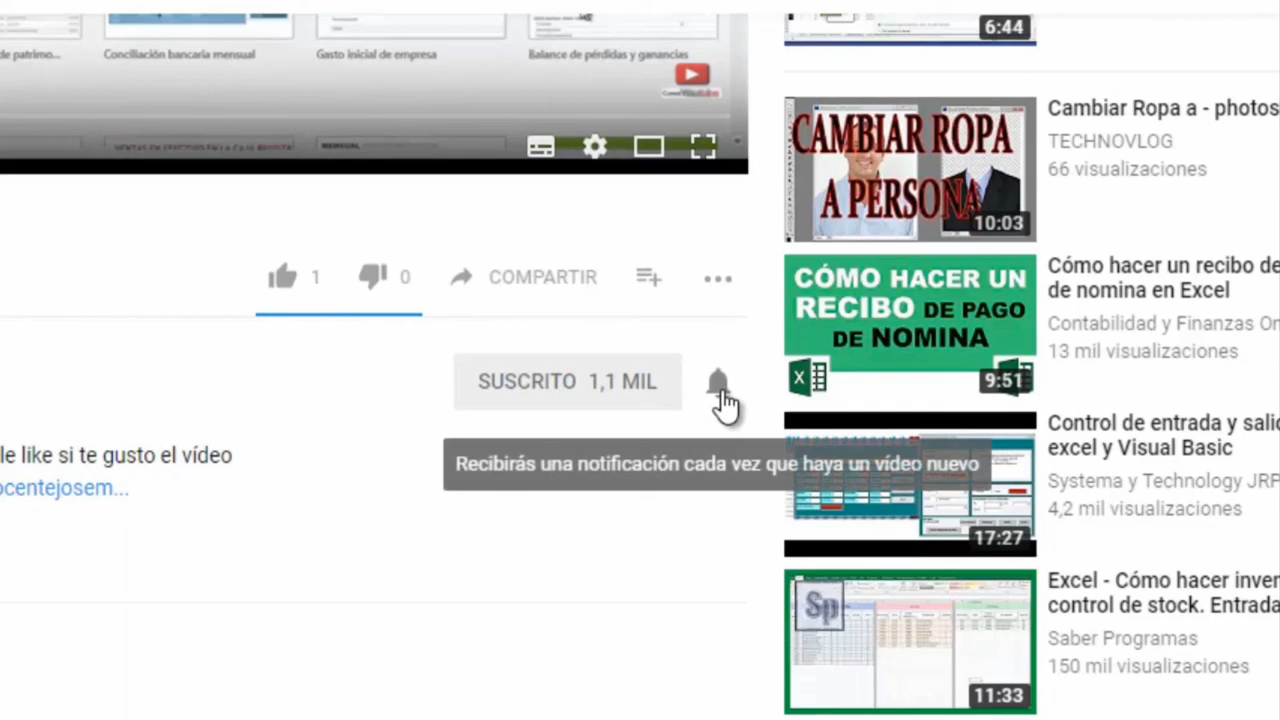 de patrimo...
Conciliación bancaria mensual
Gasto inicial de empresa
Balance de pérdidas y ganancias
MENSUAL
1
0
COMPARTIR
SUSCRITO 1,1 MIL
Recibirás una notificación cada vez que haya un vídeo nuevo
le like si te gusto el vídeo
ocentejosem...
6:44
CAMBIAR ROPA
A PERSONA
10:03
Cambiar Ropa a - photos
TECHNOVLOG
66 visualizaciones
CÓMO HACER UN
RECIBO DE PAGO
DE NOMINA
9:51
Cómo hacer un recibo de
de nomina en Excel
Contabilidad y Finanzas On
13 mil visualizaciones
17:27
Control de entrada y salid
excel y Visual Basic
Systema y Technology JRP
4,2 mil visualizaciones
Sp
11:33
Excel - Cómo hacer inven
control de stock. Entrada
Saber Programas
150 mil visualizaciones